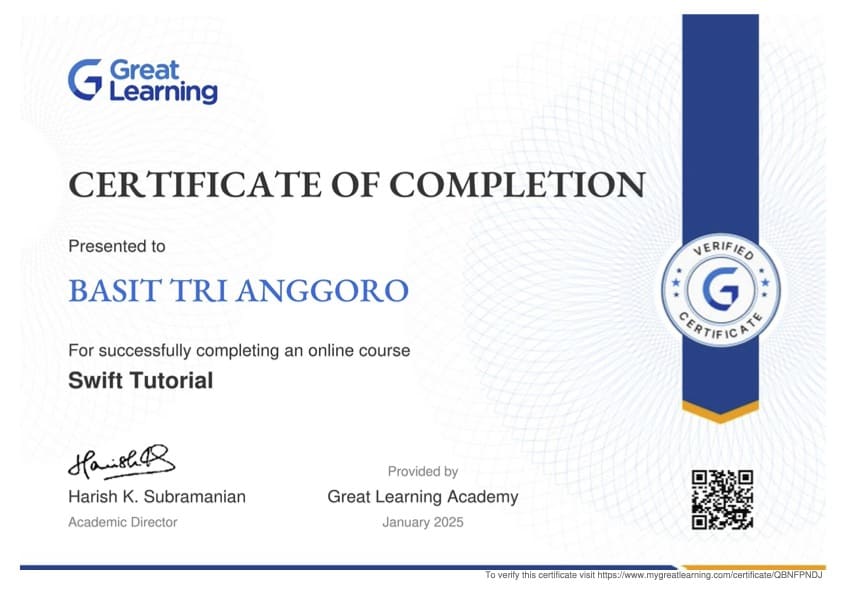 Great
Learning
CERTIFICATE OF COMPLETION
Presented to
BASIT TRI ANGGORO
For successfully completing an online course
Swift Tutorial
VERIFIED
CERTIFICATE
Harish K. Subramanian
Academic Director
Provided by
Great Learning Academy
January 2025
To verify this certificate visit https://www.mygreatlearning.com/certificate/QBNFPNDJ